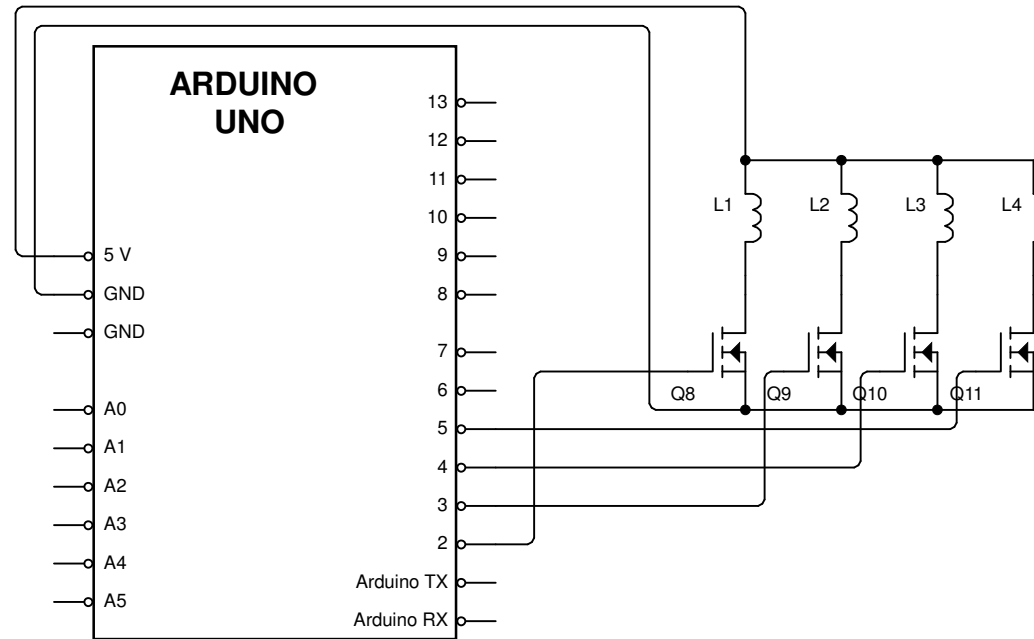 ARDUINO
UNO
13
12
11
10
9
8
7
6
5
4
3
2
Arduino TX
Arduino RX
5 V
GND
GND
A0
A1
A2
A3
A4
A5
L1
L2
L3
L4
Q8
Q9
Q10
Q11